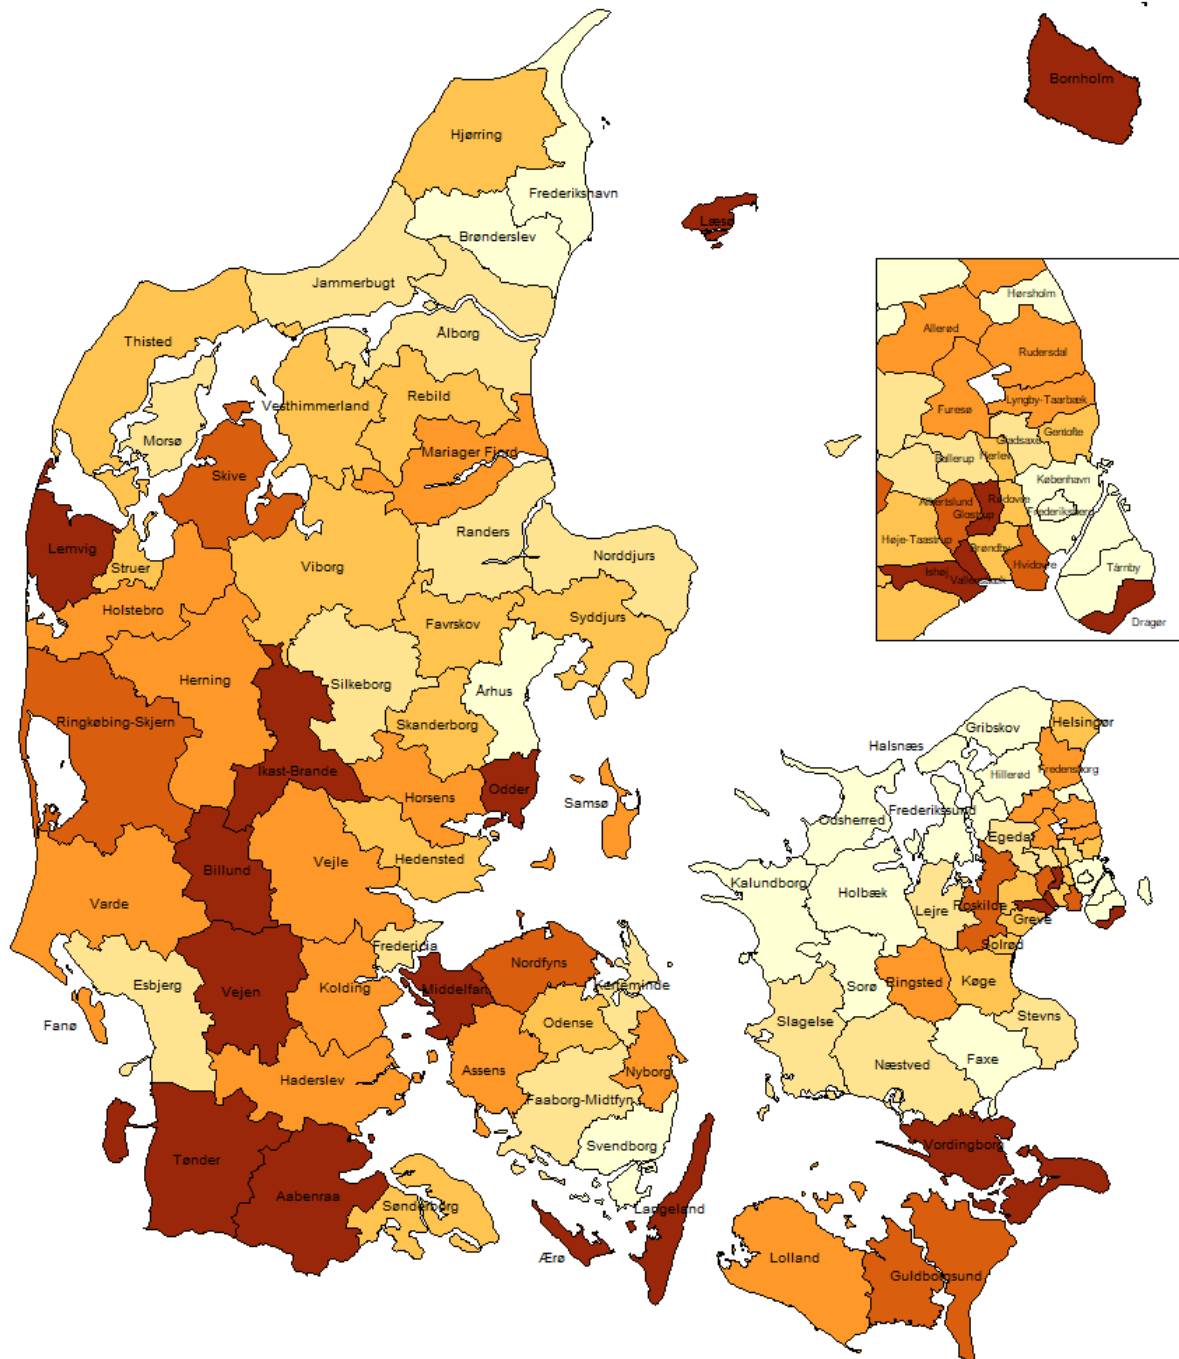 Bornholm
Hjørring
Frederikshavn
Læsø
Brønderslev
Jammerbugt
Hørsholm
Allerød
Ålborg
Thisted
Rudersdal
Rebild
Vesthimmerland
Lyngby-Taarbæk
Furesø
Morsø
Gentofte
Gladsaxe
Mariager Fjord
Herlev
Ballerup
Skive
København
Albertslund
Rødovre
Frederiksberg
Glostrup
Randers
Høje-Taastrup
Brøndby
Lemvig
Norddjurs
Hvidovre
Tårnby
Struer
Viborg
Ishøj
Vallensbæk
Holstebro
Favrskov
Syddjurs
Dragør
Herning
Silkeborg
Århus
Ringkøbing-Skjern
Skanderborg
Helsingør
Gribskov
Halsnæs
Ikast-Brande
Hillerød
Fredensborg
Odder
Horsens
Samsø
Frederikssund
Odsherred
Egedal
Vejle
Hedensted
Billund
Kalundborg
Holbæk
Varde
Lejre
Roskilde
Greve
Fredericia
Solrød
Nordfyns
Esbjerg
Vejen
Kolding
Middelfart
Kerteminde
Sorø
Ringsted
Køge
Stevns
Fanø
Odense
Slagelse
Næstved
Faxe
Haderslev
Assens
Nyborg
Faaborg-Midtfyn
Svendborg
Vordingborg
Tønder
Aabenraa
Sønderborg
Langeland
Ærø
Lolland
Guldborgsund